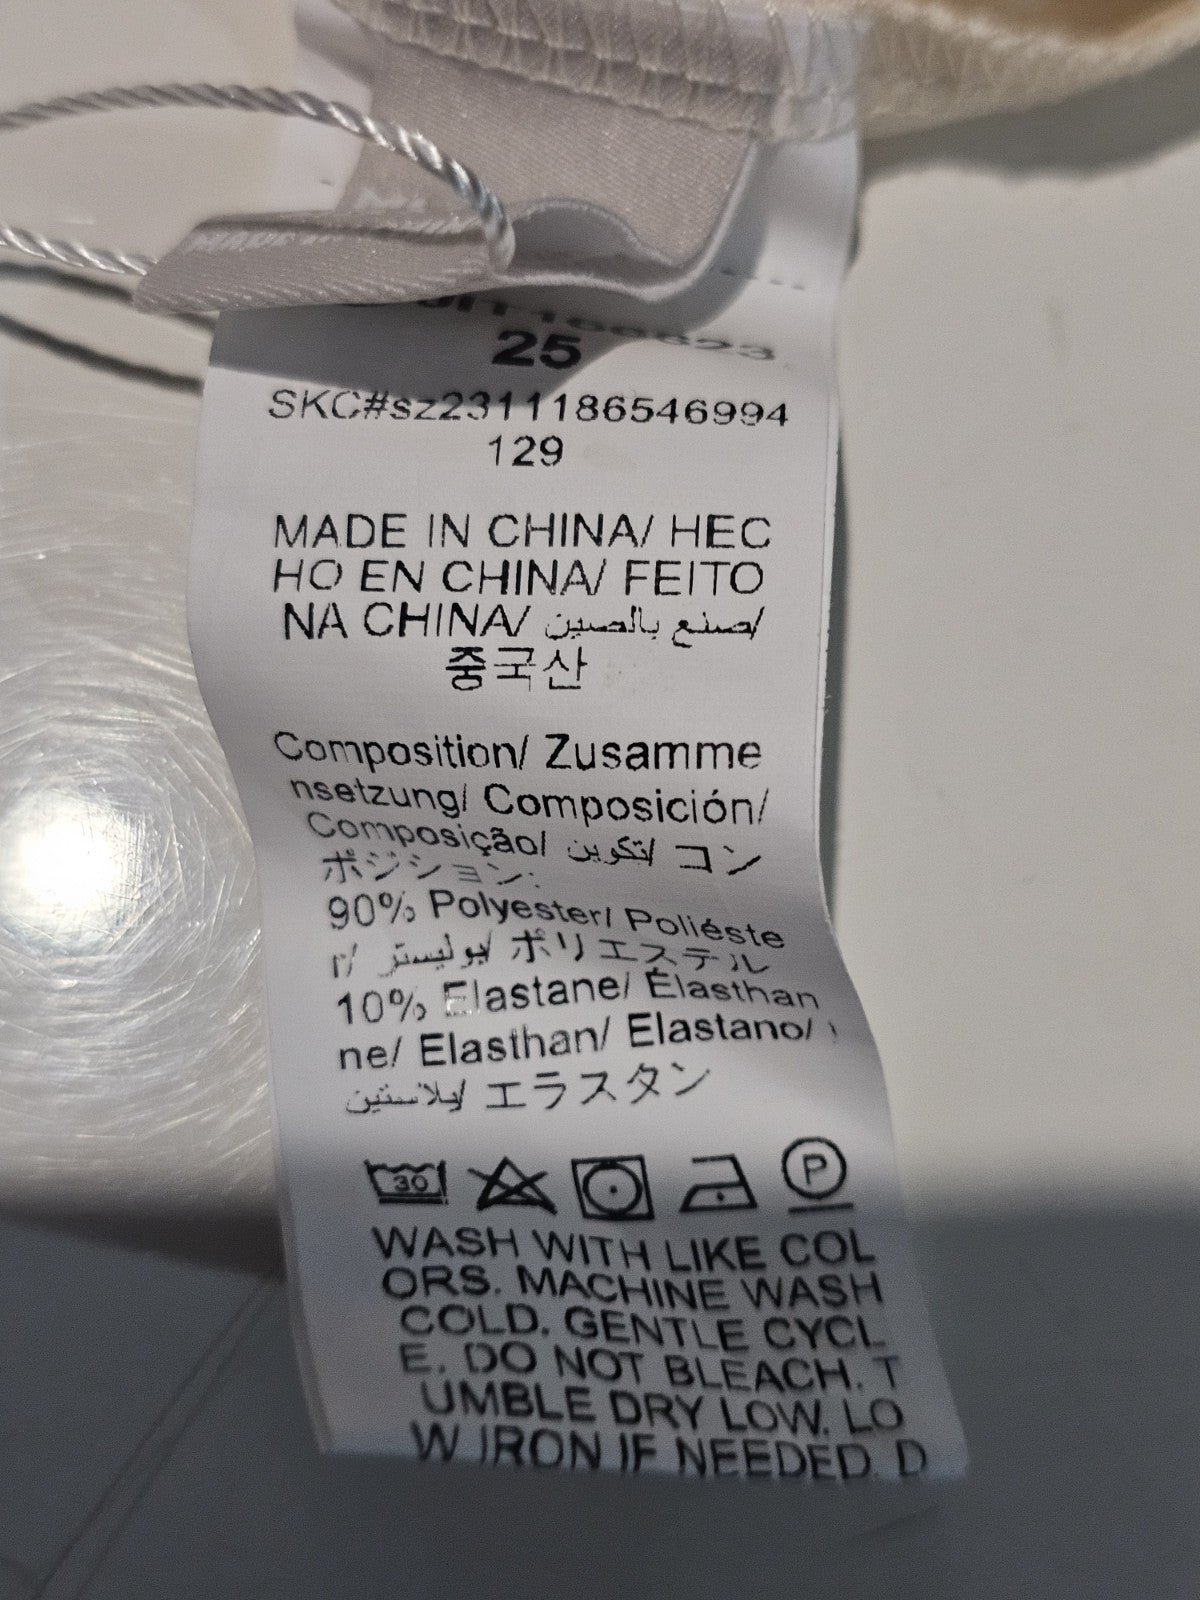 25
SKC#sz2311186546994
129
MADE IN CHINA/ HEC
HO EN CHINA/ FEITO
NA CHINA/ صنع بالصين/
중국산
Composition/ Zusamme
nsetzung/ Composición/
Composição/ تكوين/ コン
ポジション:
90% Polyester/ Poliéste
r/ بوليستر/ ポリエステル
10% Elastane/ Élasthan
ne/ Elasthan/ Elastano/
إيلاستين/ エラスタン
30 P
WASH WITH LIKE COL
ORS. MACHINE WASH
COLD. GENTLE CYCL
E. DO NOT BLEACH. T
UMBLE DRY LOW. LO
W IRON IF NEEDED. D